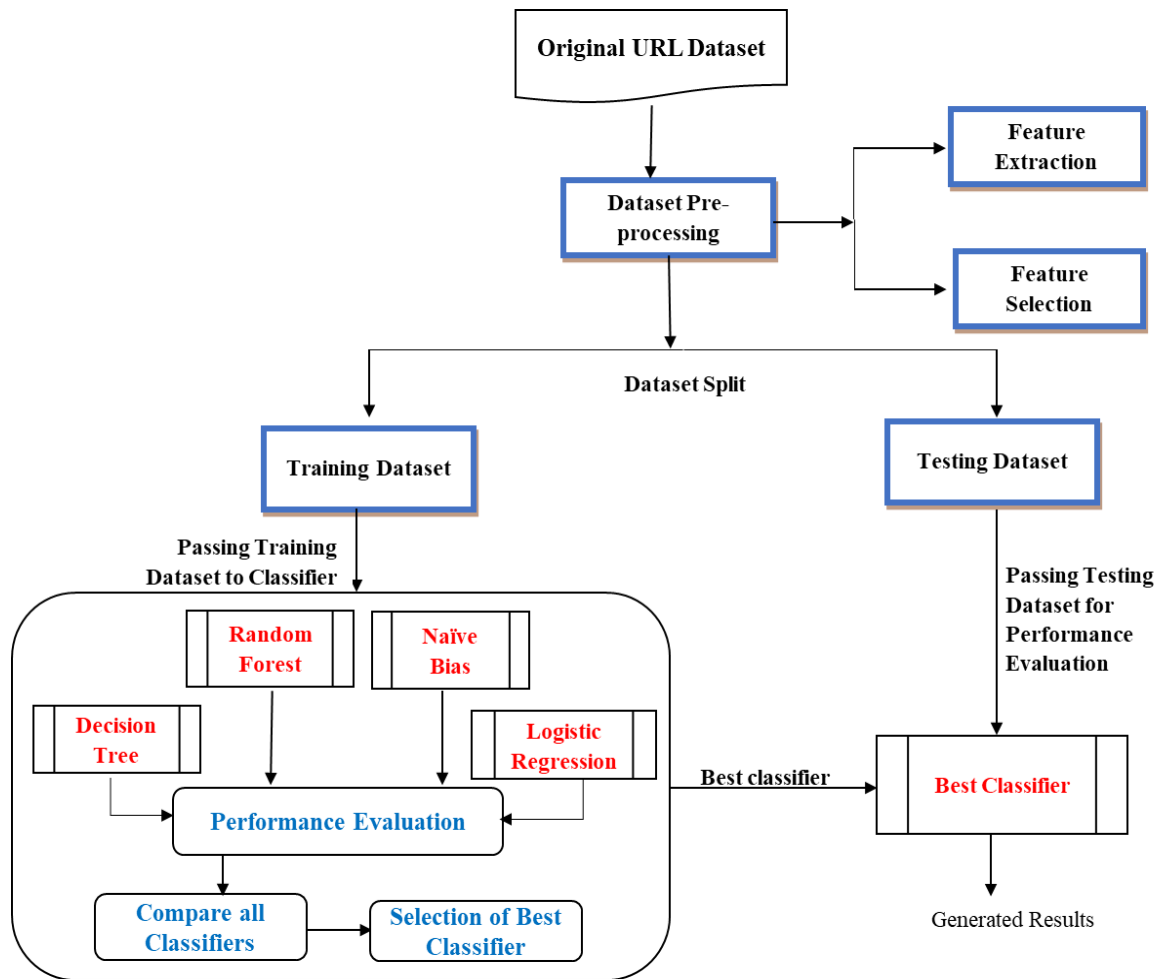 Original URL Dataset
Feature
Extraction
Dataset Pre-
processing
Feature
Selection
Dataset Split
Training Dataset
Testing Dataset
Passing Training
Dataset to Classifier
Passing Testing
Dataset for
Performance
Evaluation
Random
Forest
Naïve
Bias
Decision
Tree
Logistic
Regression
Best classifier
Best Classifier
Performance Evaluation
Compare all
Classifiers
Selection of Best
Classifier
Generated Results